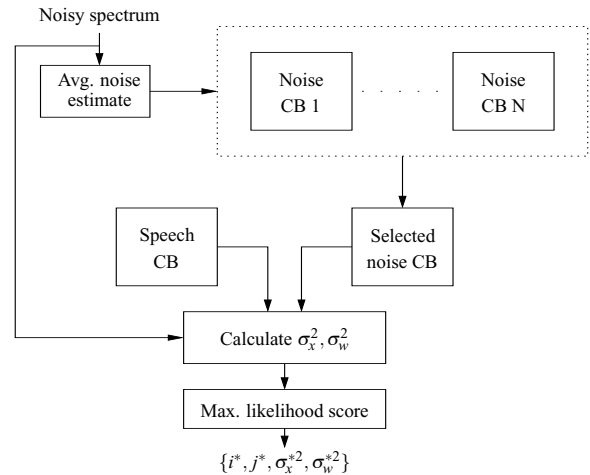 Noisy spectrum
Avg. noise
estimate
Noise
CB 1
. . . . .
Noise
CB N
Speech
CB
Selected
noise CB
Calculate σ_x^2, σ_w^2
Max. likelihood score
{i^*, j^*, σ_x^{*2}, σ_w^{*2}}